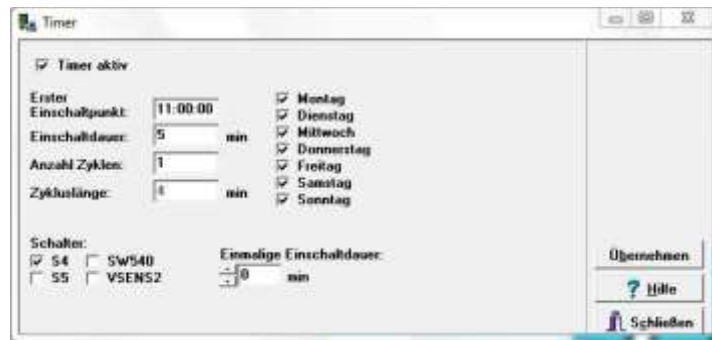 Timer
Timer aktiv
Erster
Einschaltpunkt: 11:00:00
Einschaltdauer: 5 min
Anzahl Zyklen: 1
Zykluslänge: 4 min
Montag
Dienstag
Mittwoch
Donnerstag
Freitag
Samstag
Sonntag
Schalter:
S4 SW540
S5 VSENS2
Einmalige Einschaltdauer:
0 min
Übernehmen
? Hilfe
Schließen